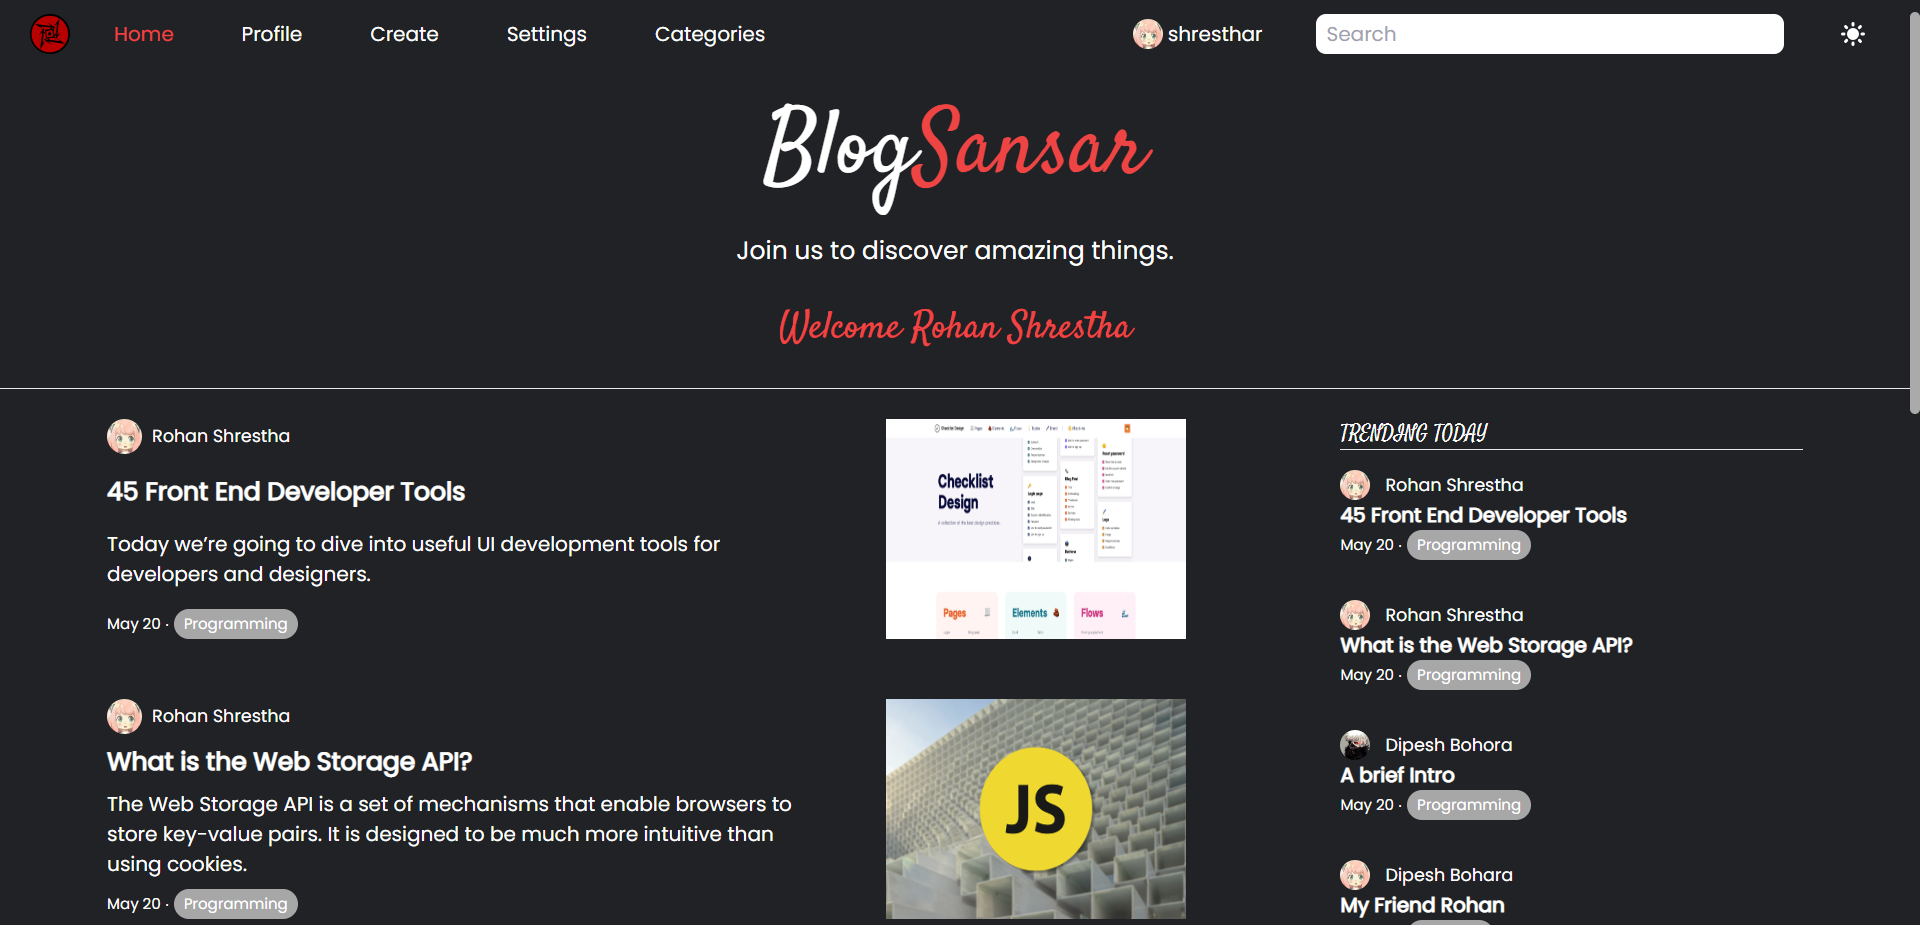 Home Profile Create Settings Categories shresthar Search
BlogSansar
Join us to discover amazing things.
Welcome Rohan Shrestha
Rohan Shrestha
45 Front End Developer Tools
Today we’re going to dive into useful UI development tools for
developers and designers.
May 20 · Programming
Checklist
Design
Pages Elements Flows
Rohan Shrestha
What is the Web Storage API?
The Web Storage API is a set of mechanisms that enable browsers to
store key-value pairs. It is designed to be much more intuitive than
using cookies.
May 20 · Programming
JS
TRENDING TODAY
Rohan Shrestha
45 Front End Developer Tools
May 20 · Programming
Rohan Shrestha
What is the Web Storage API?
May 20 · Programming
Dipesh Bohora
A brief Intro
May 20 · Programming
Dipesh Bohara
My Friend Rohan